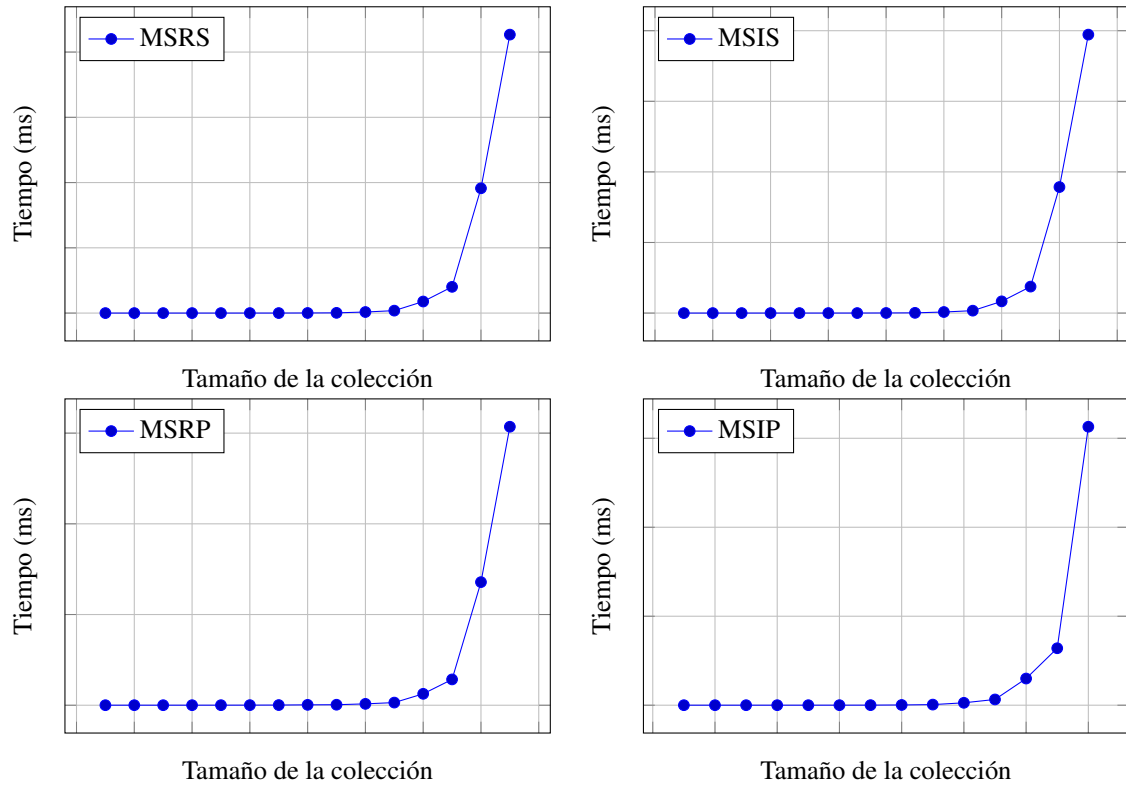 MSRS
Tiempo (ms)
Tamaño de la colección
MSIS
Tiempo (ms)
Tamaño de la colección
MSRP
Tiempo (ms)
Tamaño de la colección
MSIP
Tiempo (ms)
Tamaño de la colección